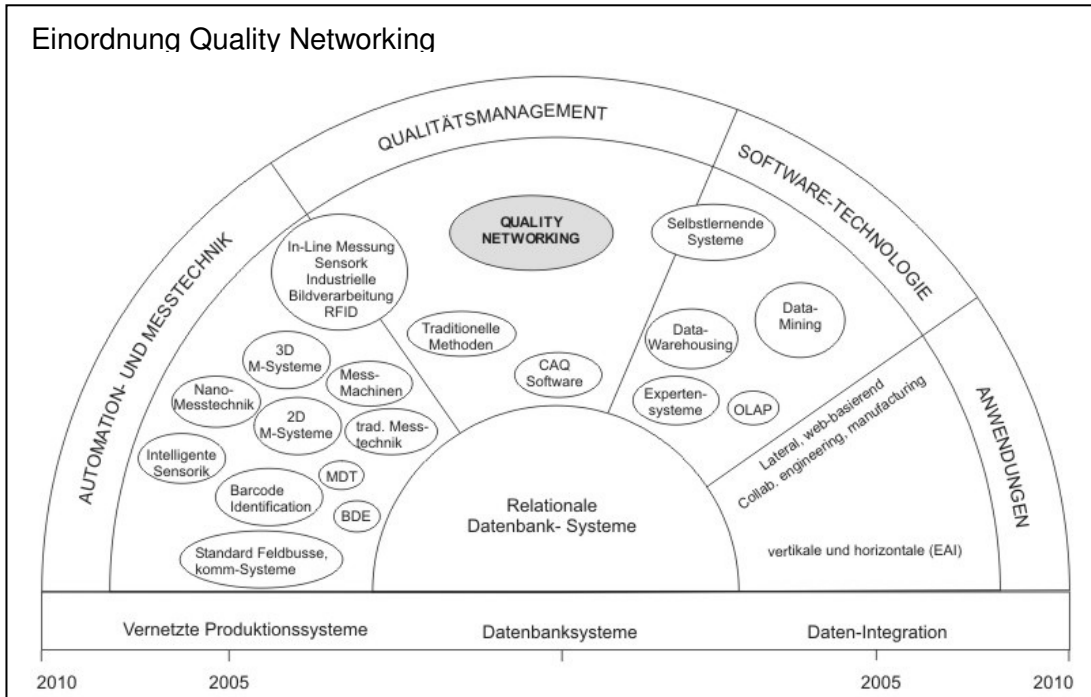 Einordnung Quality Networking
QUALITÄTSMANAGEMENT
SOFTWARE-TECHNOLOGIE
AUTOMATION- UND MESSTECHNIK
ANWENDUNGEN
QUALITY
NETWORKING
Selbstlernende
Systeme
In-Line Messung
Sensork
Industrielle
Bildverarbeitung
RFID
Traditionelle
Methoden
Data-
Warehousing
Data-
Mining
3D
M-Systeme
Mess-
Machinen
CAQ
Software
Experten-
systeme
OLAP
Nano-
Messtechnik
2D
M-Systeme
trad. Mess-
technik
Intelligente
Sensorik
MDT
Barcode
Identification
BDE
Standard Feldbusse,
komm-Systeme
Relationale
Datenbank- Systeme
Lateral, web-basierend
Collab. engineering, manufacturing
vertikale und horizontale (EAI)
Vernetzte Produktionssysteme
Datenbanksysteme
Daten-Integration
2010
2005
2005
2010